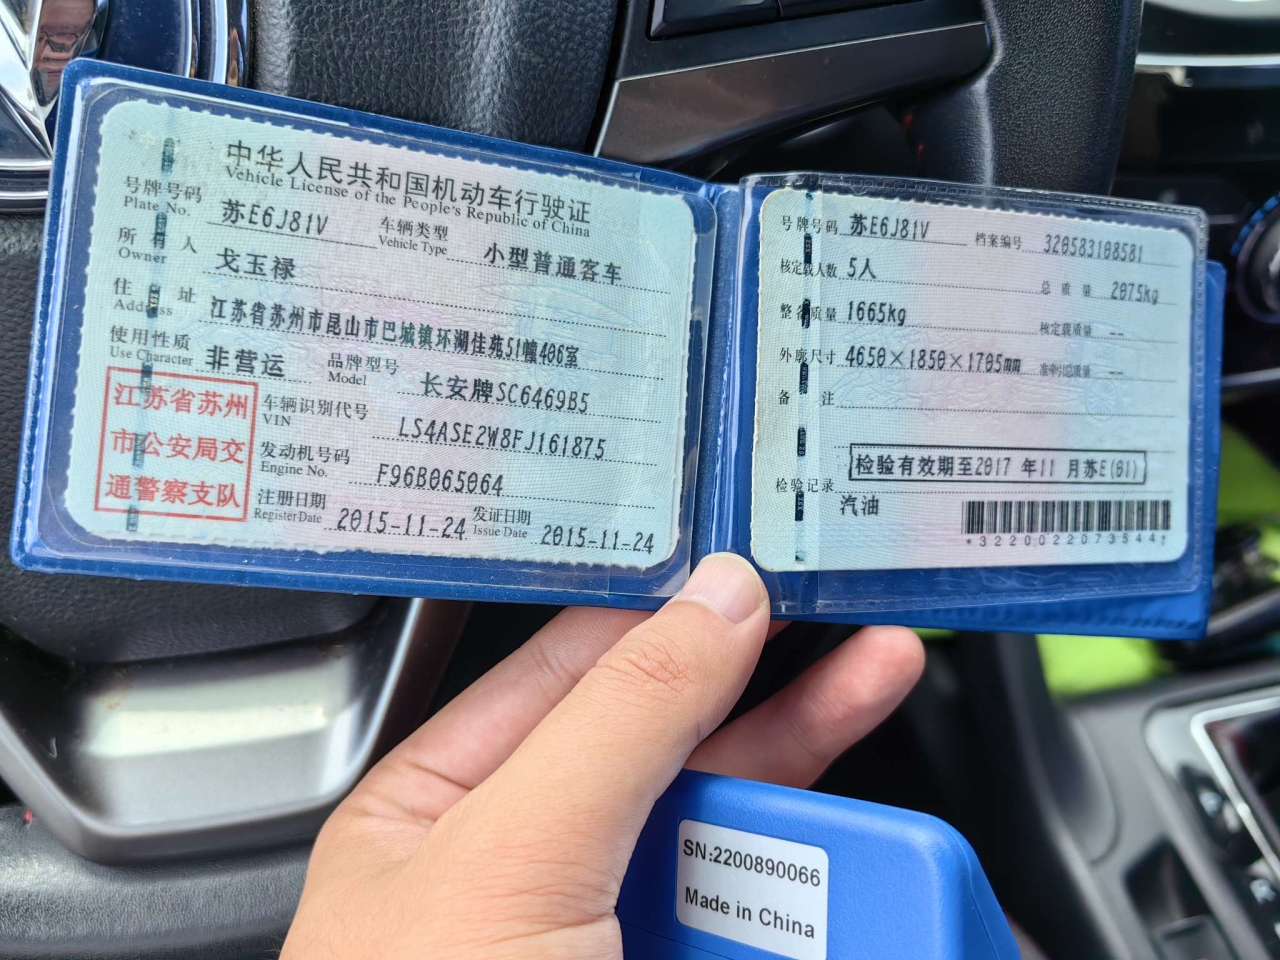 中华人民共和国机动车行驶证
Vehicle License of the People's Republic of China
号牌号码 苏E6J81V 车辆类型 小型普通客车
Plate No. Vehicle Type
所有人 戈玉禄
Owner
住址 江苏省苏州市昆山市巴城镇环湖佳苑51幢406室
Address
使用性质 非营运 品牌型号 长安牌SC6469B5
Use Character Model
江苏省苏州
市公安局交
通警察支队
车辆识别代号 LS4ASE2W8FJ161875
VIN
发动机号码 F96B065064
Engine No.
注册日期 2015-11-24 发证日期 2015-11-24
Register Date Issue Date
号牌号码 苏E6J81V 档案编号 320583108581
核定载人数 5人 总质量 2075kg
整备质量 1665kg 核定载质量 --
外廓尺寸 4650×1850×1705mm 准牵引总质量 --
备注
检验有效期至2017 年11 月苏E(01)
检验记录
汽油
*3220022073544*
SN:2200890066
Made in China